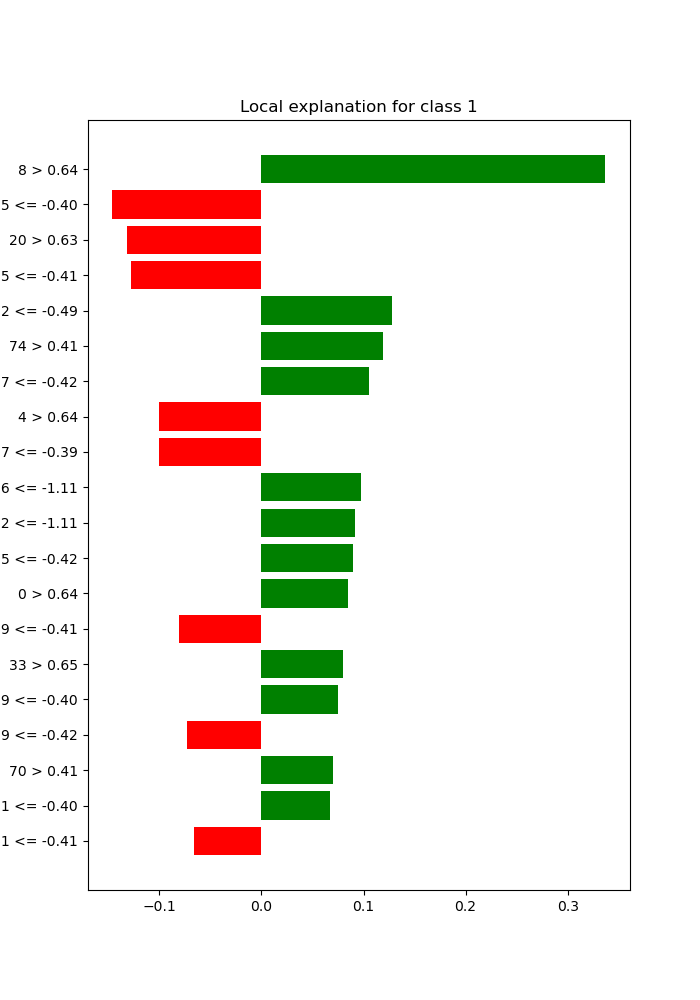 Local explanation for class 1
8 > 0.64
5 <= -0.40
20 > 0.63
5 <= -0.41
2 <= -0.49
74 > 0.41
7 <= -0.42
4 > 0.64
7 <= -0.39
6 <= -1.11
2 <= -1.11
5 <= -0.42
0 > 0.64
9 <= -0.41
33 > 0.65
9 <= -0.40
9 <= -0.42
70 > 0.41
1 <= -0.40
1 <= -0.41
−0.1 0.0 0.1 0.2 0.3